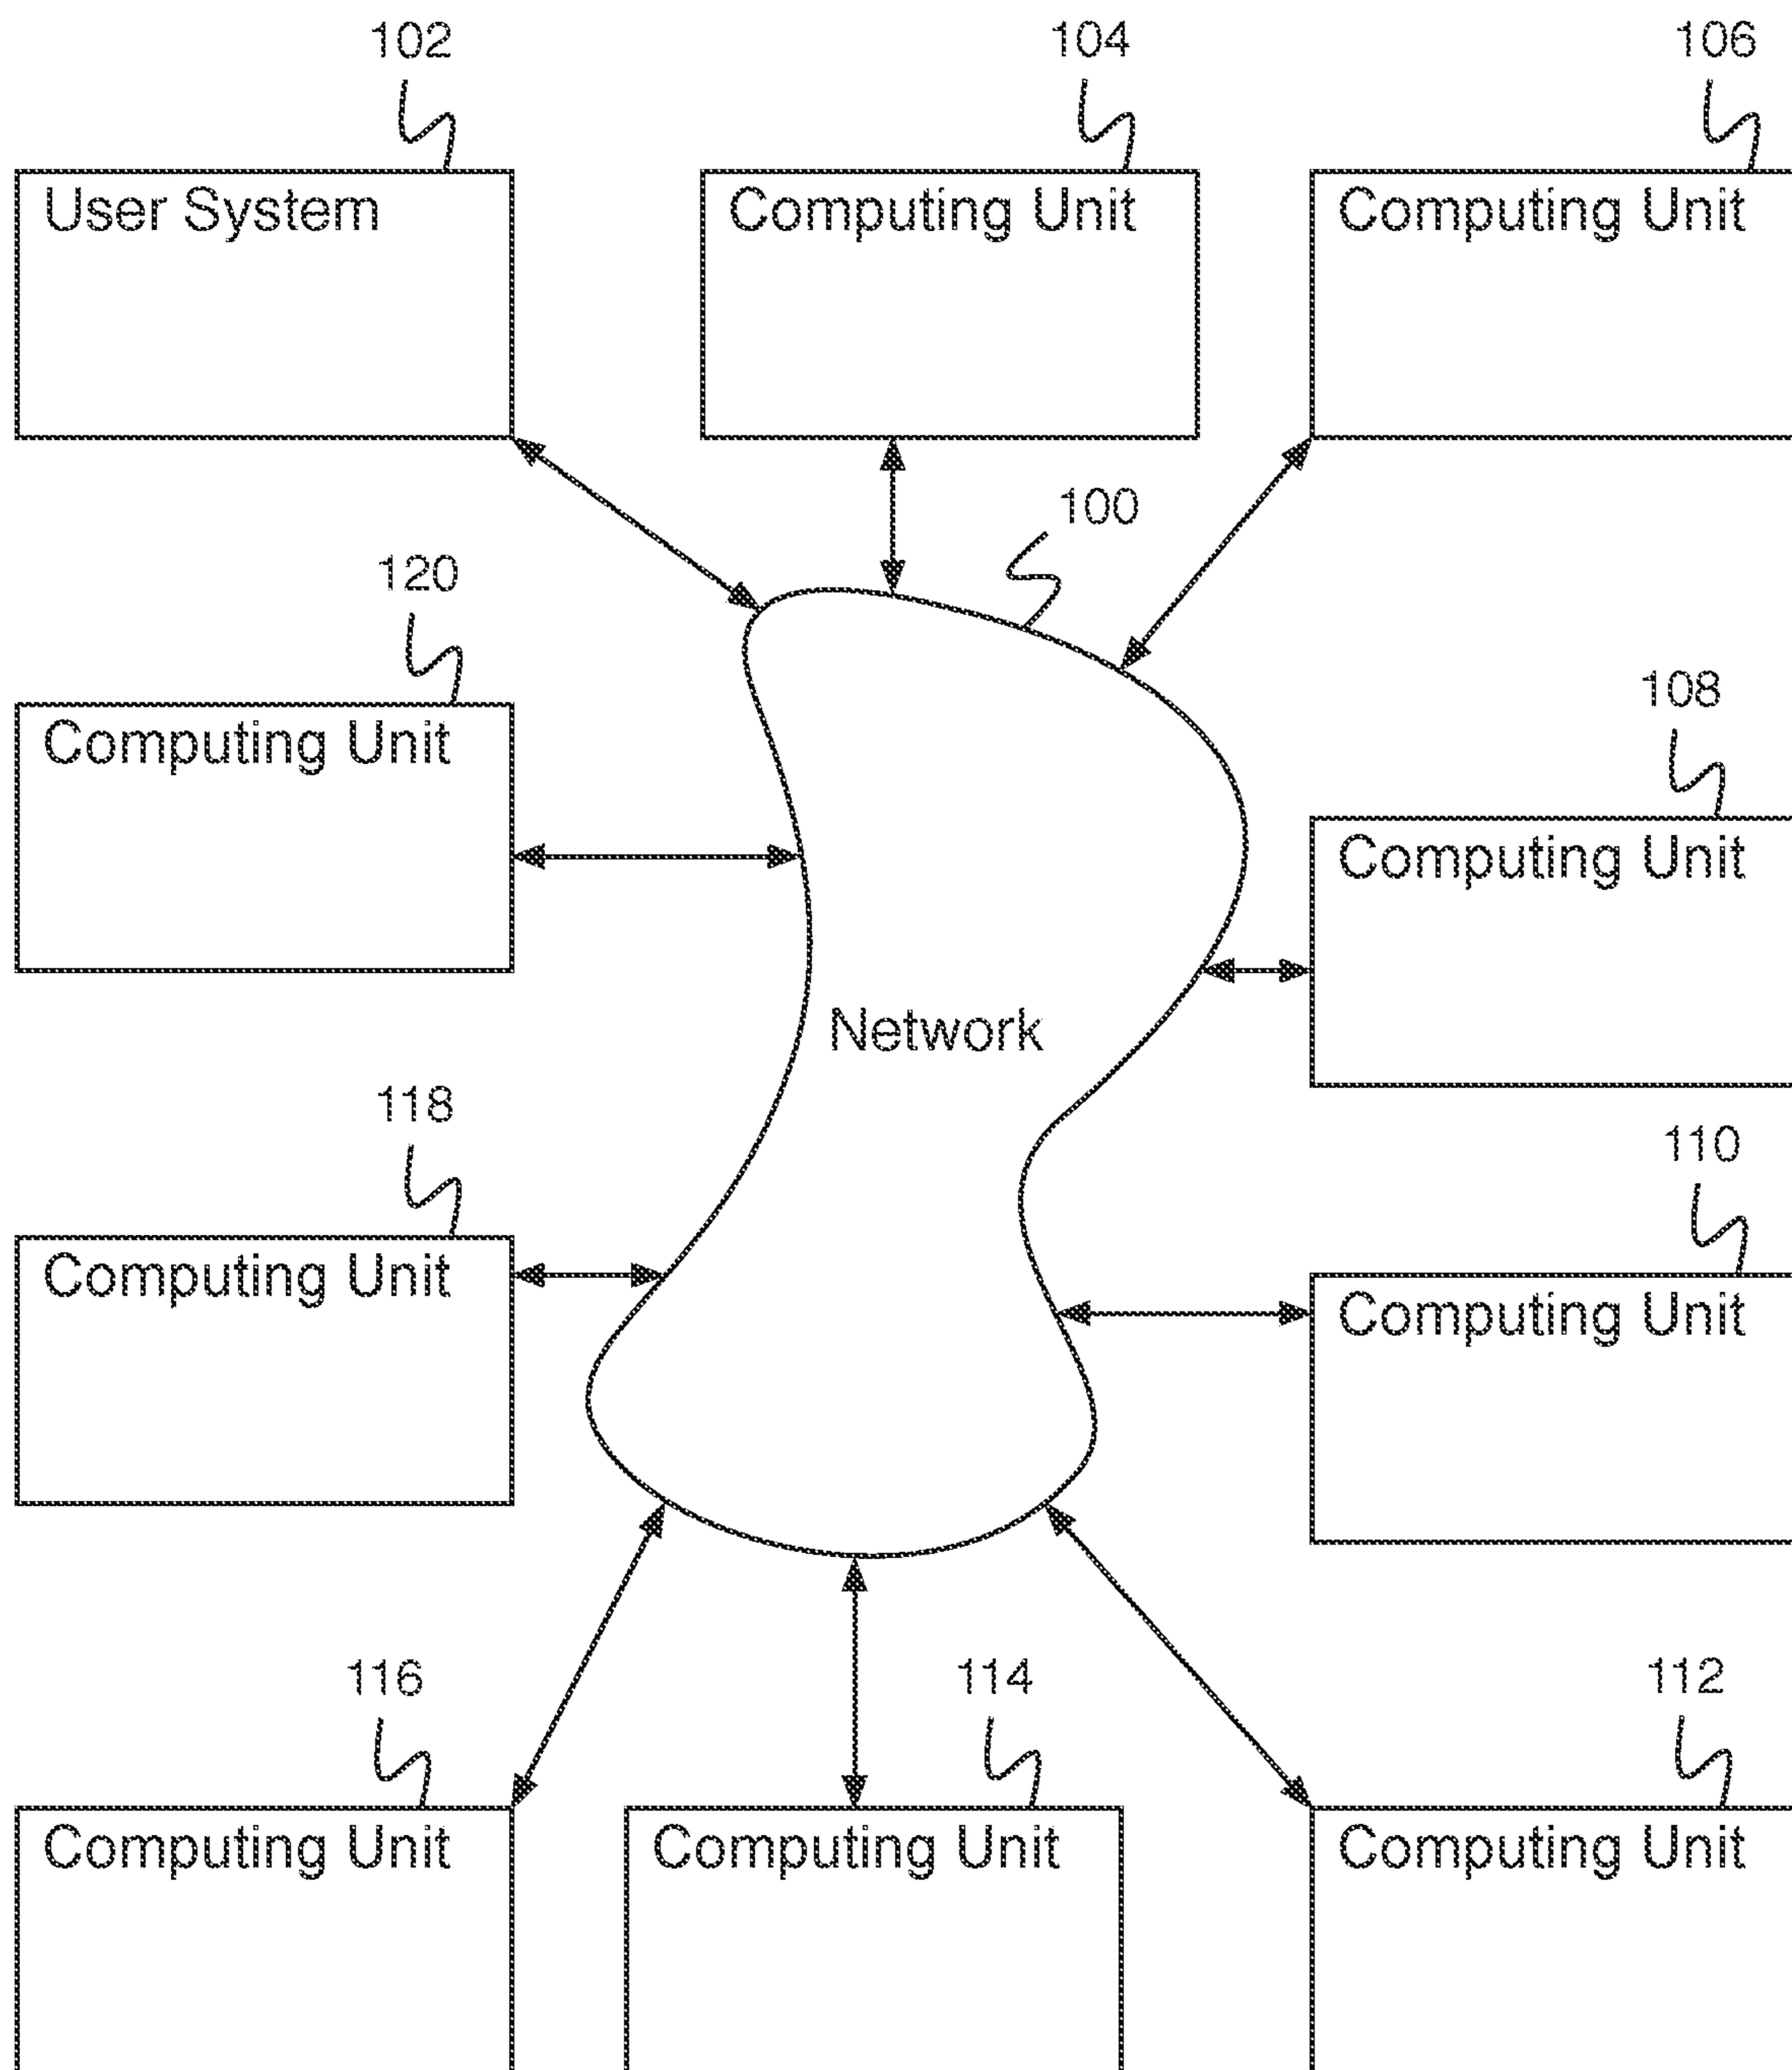 102
104
106
User System
Computing Unit
Computing Unit
100
120
Computing Unit
108
Computing Unit
Network
118
110
Computing Unit
Computing Unit
116
114
112
Computing Unit
Computing Unit
Computing Unit